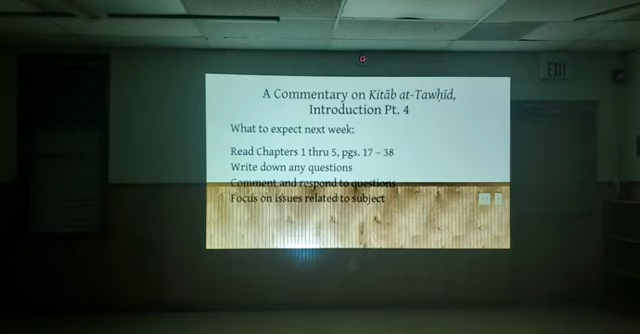 A Commentary on Kitāb at-Tawḥīd,
Introduction Pt. 4
What to expect next week:
Read Chapters 1 thru 5, pgs. 17 – 38
Write down any questions
Comment and respond to questions
Focus on issues related to subject
EXIT